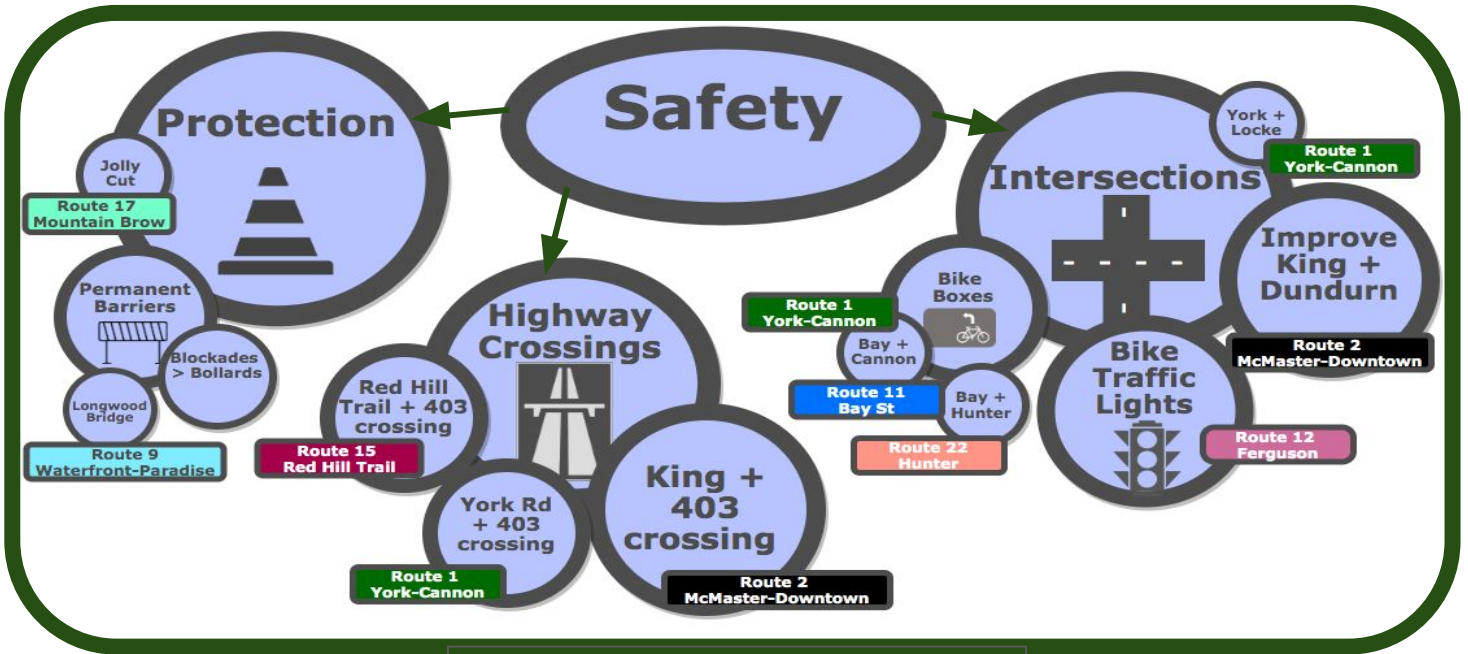 Safety
Protection
Jolly
Cut
Route 17
Mountain Brow
Permanent
Barriers
Blockades
> Bollards
Longwood
Bridge
Route 9
Waterfront-Paradise
Highway
Crossings
Red Hill
Trail + 403
crossing
Route 15
Red Hill Trail
York Rd
+ 403
crossing
Route 1
York-Cannon
King +
403
crossing
Route 2
McMaster-Downtown
Intersections
York +
Locke
Route 1
York-Cannon
Improve
King +
Dundurn
Route 2
McMaster-Downtown
Bike
Boxes
Route 1
York-Cannon
Bay +
Cannon
Route 11
Bay St
Bay +
Hunter
Route 22
Hunter
Bike
Traffic
Lights
Route 12
Ferguson